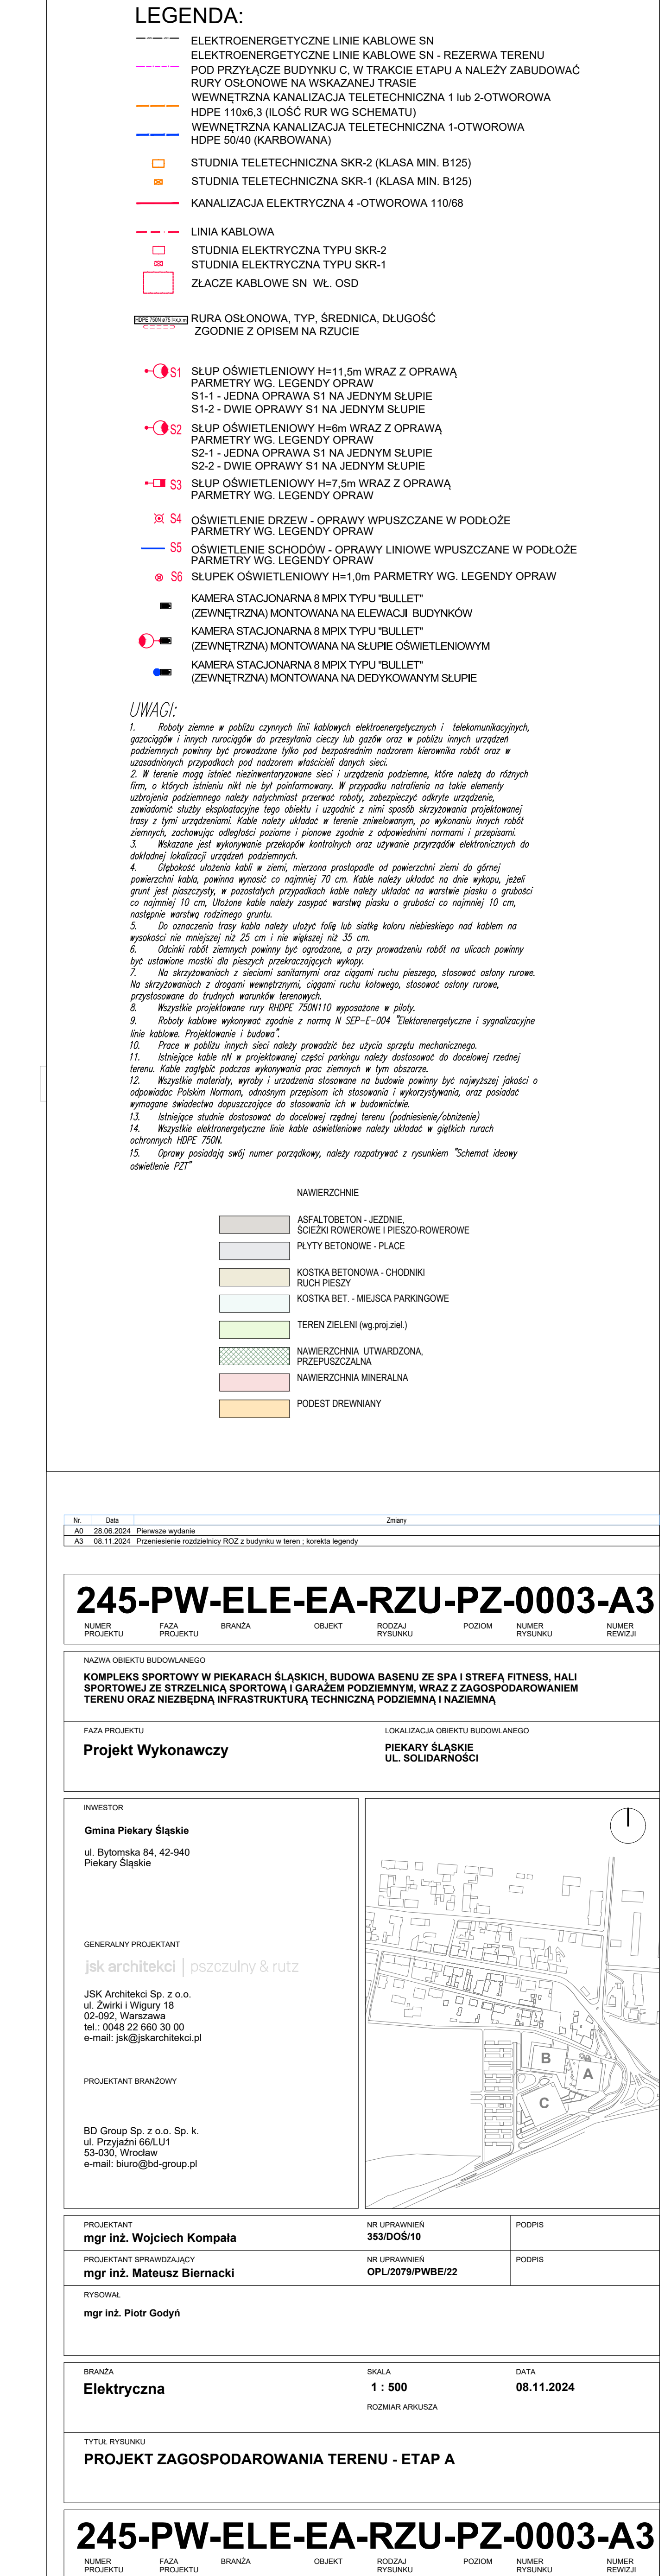 LEGENDA:
ELEKTROENERGETYCZNE LINIE KABLOWE SN
ELEKTROENERGETYCZNE LINIE KABLOWE SN - REZERWA TERENU
POD PRZYŁĄCZE BUDYNKU C, W TRAKCIE ETAPU A NALEŻY ZABUDOWAĆ
RURY OSŁONOWE NA WSKAZANEJ TRASIE
WEWNĘTRZNA KANALIZACJA TELETECHNICZNA 1 lub 2-OTWOROWA
HDPE 110x6,3 (ILOŚĆ RUR WG SCHEMATU)
WEWNĘTRZNA KANALIZACJA TELETECHNICZNA 1-OTWOROWA
HDPE 50/40 (KARBOWANA)
STUDNIA TELETECHNICZNA SKR-2 (KLASA MIN. B125)
STUDNIA TELETECHNICZNA SKR-1 (KLASA MIN. B125)
KANALIZACJA ELEKTRYCZNA 4 -OTWOROWA 110/68
LINIA KABLOWA
STUDNIA ELEKTRYCZNA TYPU SKR-2
STUDNIA ELEKTRYCZNA TYPU SKR-1
ZŁACZE KABLOWE SN WŁ. OSD
HDPE 750N ø75 l=x,x m RURA OSŁONOWA, TYP, ŚREDNICA, DŁUGOŚĆ
ZGODNIE Z OPISEM NA RZUCIE
S1 SŁUP OŚWIETLENIOWY H=11,5m WRAZ Z OPRAWĄ
PARMETRY WG. LEGENDY OPRAW
S1-1 - JEDNA OPRAWA S1 NA JEDNYM SŁUPIE
S1-2 - DWIE OPRAWY S1 NA JEDNYM SŁUPIE
S2 SŁUP OŚWIETLENIOWY H=6m WRAZ Z OPRAWĄ
PARMETRY WG. LEGENDY OPRAW
S2-1 - JEDNA OPRAWA S1 NA JEDNYM SŁUPIE
S2-2 - DWIE OPRAWY S1 NA JEDNYM SŁUPIE
S3 SŁUP OŚWIETLENIOWY H=7,5m WRAZ Z OPRAWĄ
PARMETRY WG. LEGENDY OPRAW
S4 OŚWIETLENIE DRZEW - OPRAWY WPUSZCZANE W PODŁOŻE
PARMETRY WG. LEGENDY OPRAW
S5 OŚWIETLENIE SCHODÓW - OPRAWY LINIOWE WPUSZCZANE W PODŁOŻE
PARMETRY WG. LEGENDY OPRAW
S6 SŁUPEK OŚWIETLENIOWY H=1,0m PARMETRY WG. LEGENDY OPRAW
KAMERA STACJONARNA 8 MPIX TYPU "BULLET"
(ZEWNĘTRZNA) MONTOWANA NA ELEWACJI BUDYNKÓW
KAMERA STACJONARNA 8 MPIX TYPU "BULLET"
(ZEWNĘTRZNA) MONTOWANA NA SŁUPIE OŚWIETLENIOWYM
KAMERA STACJONARNA 8 MPIX TYPU "BULLET"
(ZEWNĘTRZNA) MONTOWANA NA DEDYKOWANYM SŁUPIE
UWAGI:
1. Roboty ziemne w pobliżu czynnych linii kablowych elektroenergetycznych i telekomunikacyjnych,
gazociągów i innych rurociągów do przesyłania cieczy lub gazów oraz w pobliżu innych urządzeń
podziemnych powinny być prowadzone tylko pod bezpośrednim nadzorem kierownika robót oraz w
uzasadnionych przypadkach pod nadzorem właścicieli danych sieci.
2. W terenie mogą istnieć niezinwentaryzowane sieci i urządzenia podziemne, które należą do różnych
firm, o których istnieniu nikt nie był poinformowany. W przypadku natrafienia na takie elementy
uzbrojenia podziemnego należy natychmiast przerwać roboty, zabezpieczyć odkryte urządzenie,
zawiadomić służby eksploatacyjne tego obiektu i uzgodnić z nimi sposób skrzyżowania projektowanej
trasy z tymi urządzeniami. Kable należy układać w terenie zniwelowanym, po wykonaniu innych robót
ziemnych, zachowując odległości poziome i pionowe zgodnie z odpowiednimi normami i przepisami.
3. Wskazane jest wykonywanie przekopów kontrolnych oraz używanie przyrządów elektronicznych do
dokładnej lokalizacji urządzeń podziemnych.
4. Głębokość ułożenia kabli w ziemi, mierzona prostopadle od powierzchni ziemi do górnej
powierzchni kabla, powinna wynosić co najmniej 70 cm. Kable należy układać na dnie wykopu, jeżeli
grunt jest piaszczysty, w pozostałych przypadkach kable należy układać na warstwie piasku o grubości
co najmniej 10 cm, Ułożone kable należy zasypać warstwą piasku o grubości co najmniej 10 cm,
następnie warstwą rodzimego gruntu.
5. Do oznaczenia trasy kabla należy ułożyć folię lub siatkę koloru niebieskiego nad kablem na
wysokości nie mniejszej niż 25 cm i nie większej niż 35 cm.
6. Odcinki robót ziemnych powinny być ogrodzone, a przy prowadzeniu robót na ulicach powinny
być ustawione mostki dla pieszych przekraczających wykopy.
7. Na skrzyżowaniach z sieciami sanitarnymi oraz ciągami ruchu pieszego, stosować osłony rurowe.
Na skrzyżowaniach z drogami wewnętrznymi, ciągami ruchu kołowego, stosować osłony rurowe,
przystosowane do trudnych warunków terenowych.
8. Wszystkie projektowane rury RHDPE 750N110 wyposażone w piloty.
9. Roboty kablowe wykonywać zgodnie z normą N SEP-E-004 "Elektorenergetyczne i sygnalizacyjne
linie kablowe. Projektowanie i budowa".
10. Prace w pobliżu innych sieci należy prowadzić bez użycia sprzętu mechanicznego.
11. Istniejące kable nN w projektowanej części parkingu należy dostosować do docelowej rzednej
terenu. Kable zagłębić podczas wykonywania prac ziemnych w tym obszarze.
12. Wszystkie materiały, wyroby i urzadzenia stosowane na budowie powinny być najwyższej jakości o
odpowiadać Polskim Normom, odnośnym przepisom ich stosowania i wykorzystywania, oraz posiadać
wymagane świadectwa dopuszczające do stosowania ich w budownictwie.
13. Istniejące studnie dostosować do docelowej rzędnej terenu (podniesienie/obniżenie)
14. Wszystkie elektronergetyczne linie kable oświetleniowe należy układać w giętkich rurach
ochronnych HDPE 750N.
15. Oprawy posiadają swój numer porządkowy, należy rozpatrywać z rysunkiem "Schemat ideowy
oświetlenie PZT"
NAWIERZCHNIE
ASFALTOBETON - JEZDNIE,
ŚCIEŻKI ROWEROWE I PIESZO-ROWEROWE
PŁYTY BETONOWE - PLACE
KOSTKA BETONOWA - CHODNIKI
RUCH PIESZY
KOSTKA BET. - MIEJSCA PARKINGOWE
TEREN ZIELENI (wg.proj.ziel.)
NAWIERZCHNIA UTWARDZONA,
PRZEPUSZCZALNA
NAWIERZCHNIA MINERALNA
PODEST DREWNIANY
Nr. Data Zmiany
A0 28.06.2024 Pierwsze wydanie
A3 08.11.2024 Przeniesienie rozdzielnicy ROZ z budynku w teren ; korekta legendy
245-PW-ELE-EA-RZU-PZ-0003-A3
NUMER PROJEKTU FAZA PROJEKTU BRANŻA OBJEKT RODZAJ RYSUNKU POZIOM NUMER RYSUNKU NUMER REWIZJI
NAZWA OBIEKTU BUDOWLANEGO
KOMPLEKS SPORTOWY W PIEKARACH ŚLĄSKICH, BUDOWA BASENU ZE SPA I STREFĄ FITNESS, HALI
SPORTOWEJ ZE STRZELNICĄ SPORTOWĄ I GARAŻEM PODZIEMNYM, WRAZ Z ZAGOSPODAROWANIEM
TERENU ORAZ NIEZBĘDNĄ INFRASTRUKTURĄ TECHNICZNĄ PODZIEMNĄ I NAZIEMNĄ
FAZA PROJEKTU
Projekt Wykonawczy
LOKALIZACJA OBIEKTU BUDOWLANEGO
PIEKARY ŚLĄSKIE
UL. SOLIDARNOŚCI
INWESTOR
Gmina Piekary Śląskie
ul. Bytomska 84, 42-940
Piekary Śląskie
GENERALNY PROJEKTANT
jsk architekci | pszczulny & rutz
JSK Architekci Sp. z o.o.
ul. Żwirki i Wigury 18
02-092, Warszawa
tel.: 0048 22 660 30 00
e-mail: jsk@jskarchitekci.pl
PROJEKTANT BRANŻOWY
BD Group Sp. z o.o. Sp. k.
ul. Przyjaźni 66/LU1
53-030, Wrocław
e-mail: biuro@bd-group.pl
B
A
C
PROJEKTANT NR UPRAWNIEŃ PODPIS
mgr inż. Wojciech Kompała 353/DOŚ/10
PROJEKTANT SPRAWDZAJĄCY NR UPRAWNIEŃ PODPIS
mgr inż. Mateusz Biernacki OPL/2079/PWBE/22
RYSOWAŁ
mgr inż. Piotr Godyń
BRANŻA SKALA DATA
Elektryczna 1 : 500 08.11.2024
ROZMIAR ARKUSZA
TYTUŁ RYSUNKU
PROJEKT ZAGOSPODAROWANIA TERENU - ETAP A
245-PW-ELE-EA-RZU-PZ-0003-A3
NUMER PROJEKTU FAZA PROJEKTU BRANŻA OBJEKT RODZAJ RYSUNKU POZIOM NUMER RYSUNKU NUMER REWIZJI